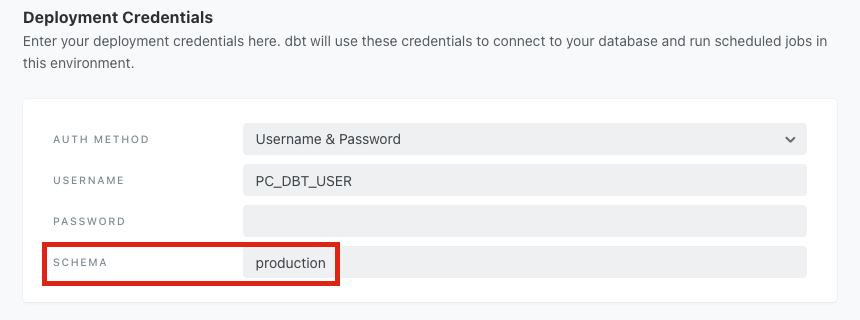 Deployment Credentials
Enter your deployment credentials here. dbt will use these credentials to connect to your database and run scheduled jobs in
this environment.
AUTH METHOD Username & Password
USERNAME PC_DBT_USER
PASSWORD
SCHEMA production